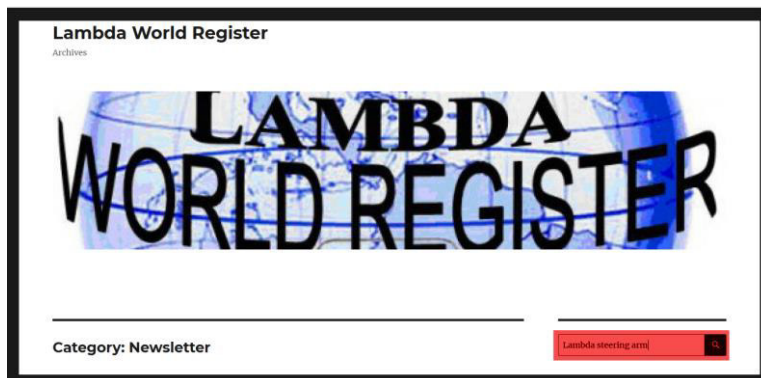 Lambda World Register
Archives
LAMBDA
WORLD REGISTER
Category: Newsletter
Lambda steering arm